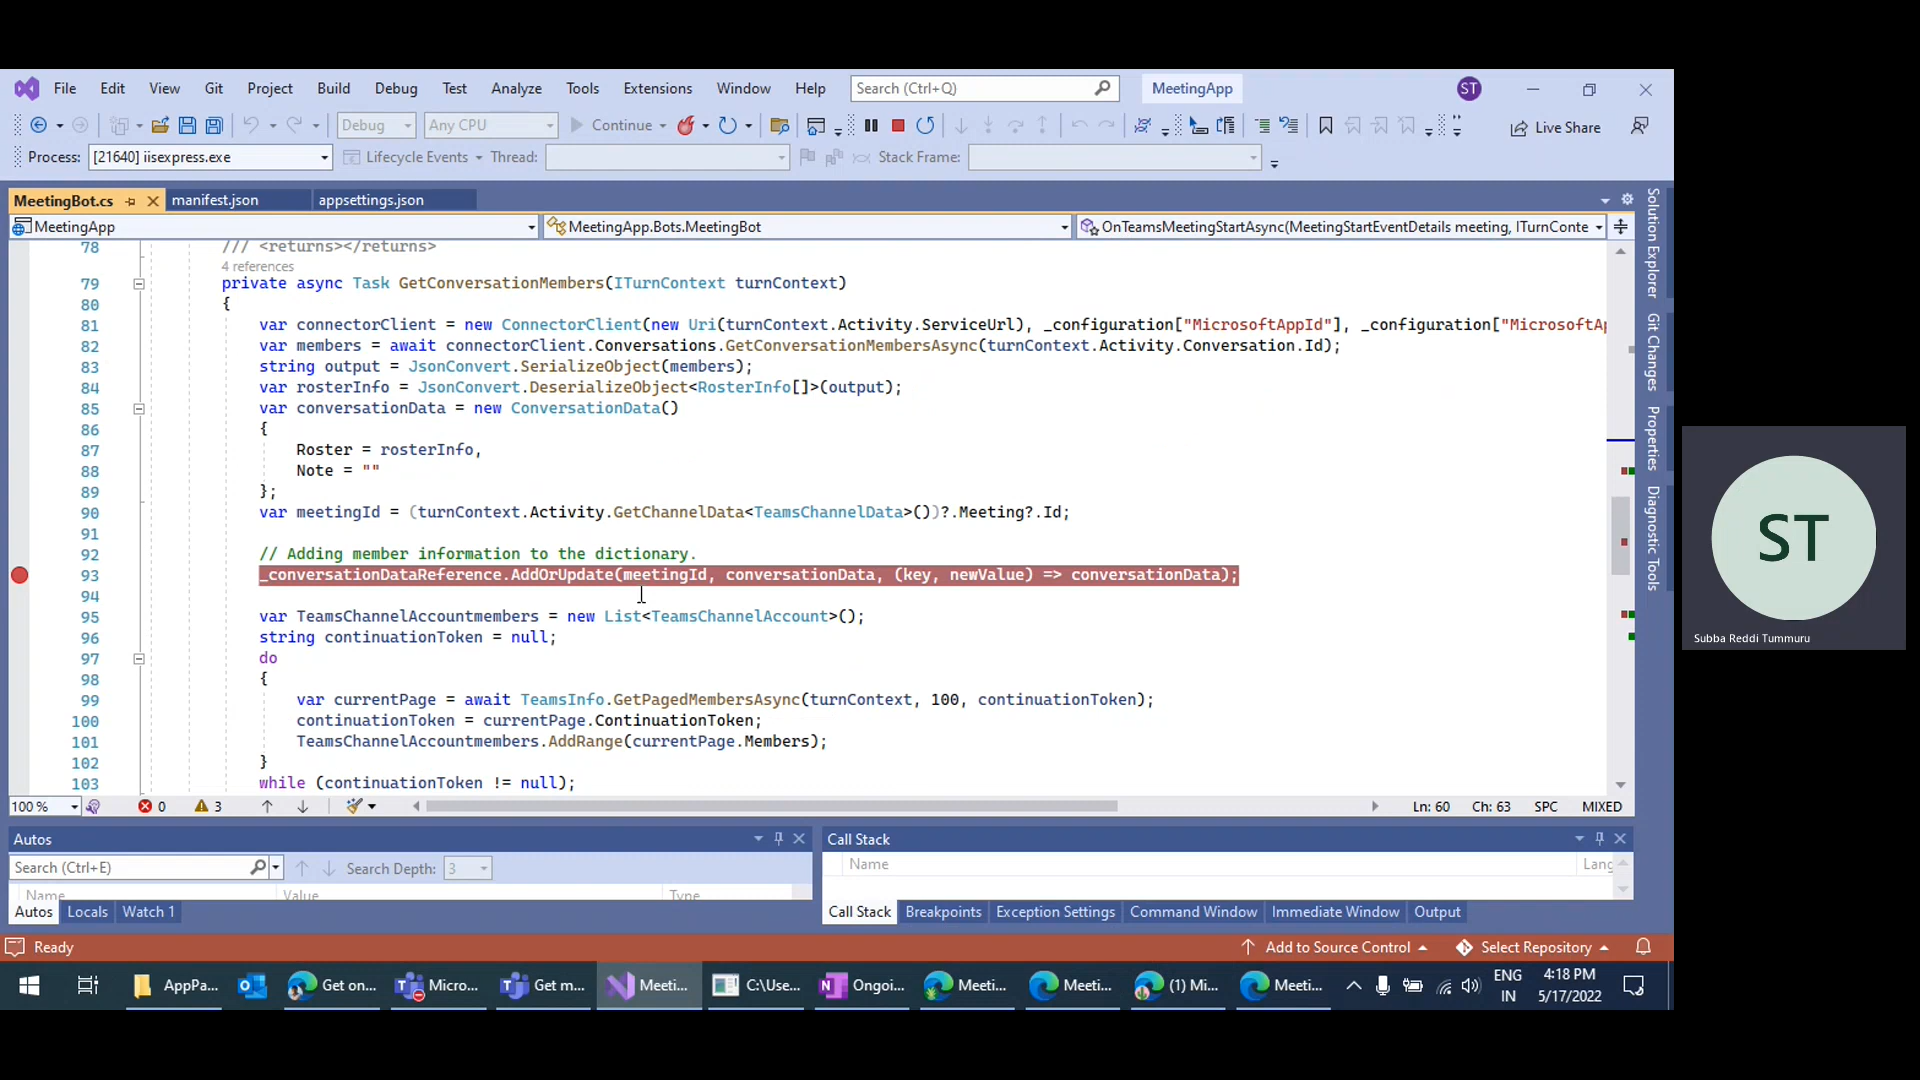 File Edit View Git Project Build Debug Test Analyze Tools Extensions Window Help Search (Ctrl+Q) MeetingApp ST
Debug Any CPU Continue Live Share
Process: [21640] iisexpress.exe Lifecycle Events Thread: Stack Frame:
MeetingBot.cs manifest.json appsettings.json
MeetingApp MeetingApp.Bots.MeetingBot OnTeamsMeetingStartAsync(MeetingStartEventDetails meeting, ITurnConte
78 /// <returns></returns>
4 references
79 private async Task GetConversationMembers(ITurnContext turnContext)
80 {
81 var connectorClient = new ConnectorClient(new Uri(turnContext.Activity.ServiceUrl), _configuration["MicrosoftAppId"], _configuration["MicrosoftAp
82 var members = await connectorClient.Conversations.GetConversationMembersAsync(turnContext.Activity.Conversation.Id);
83 string output = JsonConvert.SerializeObject(members);
84 var rosterInfo = JsonConvert.DeserializeObject<RosterInfo[]>(output);
85 var conversationData = new ConversationData()
86 {
87 Roster = rosterInfo,
88 Note = ""
89 };
90 var meetingId = (turnContext.Activity.GetChannelData<TeamsChannelData>())?.Meeting?.Id;
91
92 // Adding member information to the dictionary.
93 _conversationDataReference.AddOrUpdate(meetingId, conversationData, (key, newValue) => conversationData);
94
95 var TeamsChannelAccountmembers = new List<TeamsChannelAccount>();
96 string continuationToken = null;
97 do
98 {
99 var currentPage = await TeamsInfo.GetPagedMembersAsync(turnContext, 100, continuationToken);
100 continuationToken = currentPage.ContinuationToken;
101 TeamsChannelAccountmembers.AddRange(currentPage.Members);
102 }
103 while (continuationToken != null);
100 % 0 3 Ln: 60 Ch: 63 SPC MIXED
Solution Explorer
Git Changes
Properties
Diagnostic Tools
Autos
Search (Ctrl+E) Search Depth: 3
Name Value Type
Autos Locals Watch 1
Call Stack
Name Lang
Call Stack Breakpoints Exception Settings Command Window Immediate Window Output
Ready Add to Source Control Select Repository
AppPa... Get on... Micro... Get m... Meeti... C:\Use... Ongoi... Meeti... Meeti... (1) Mi... Meeti...
ENG
IN
4:18 PM
5/17/2022
ST
Subba Reddi Tummuru